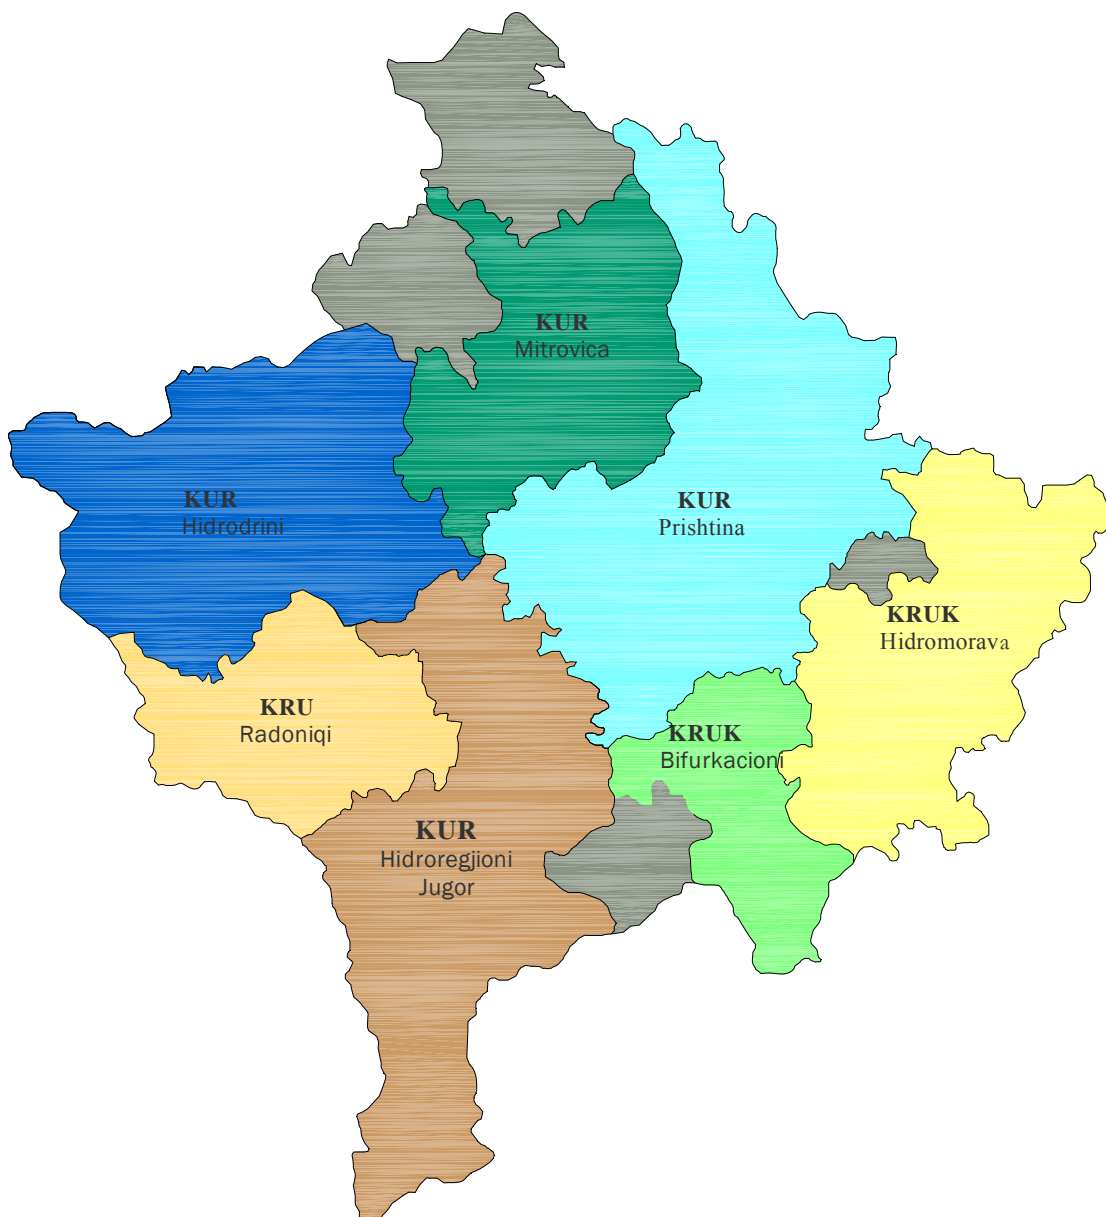 KUR
Mitrovica
KUR
Hidrodrini
KUR
Prishtina
KRUK
Hidromorava
KRU
Radoniqi
KRUK
Bifurkacioni
KUR
Hidroregjioni
Jugor